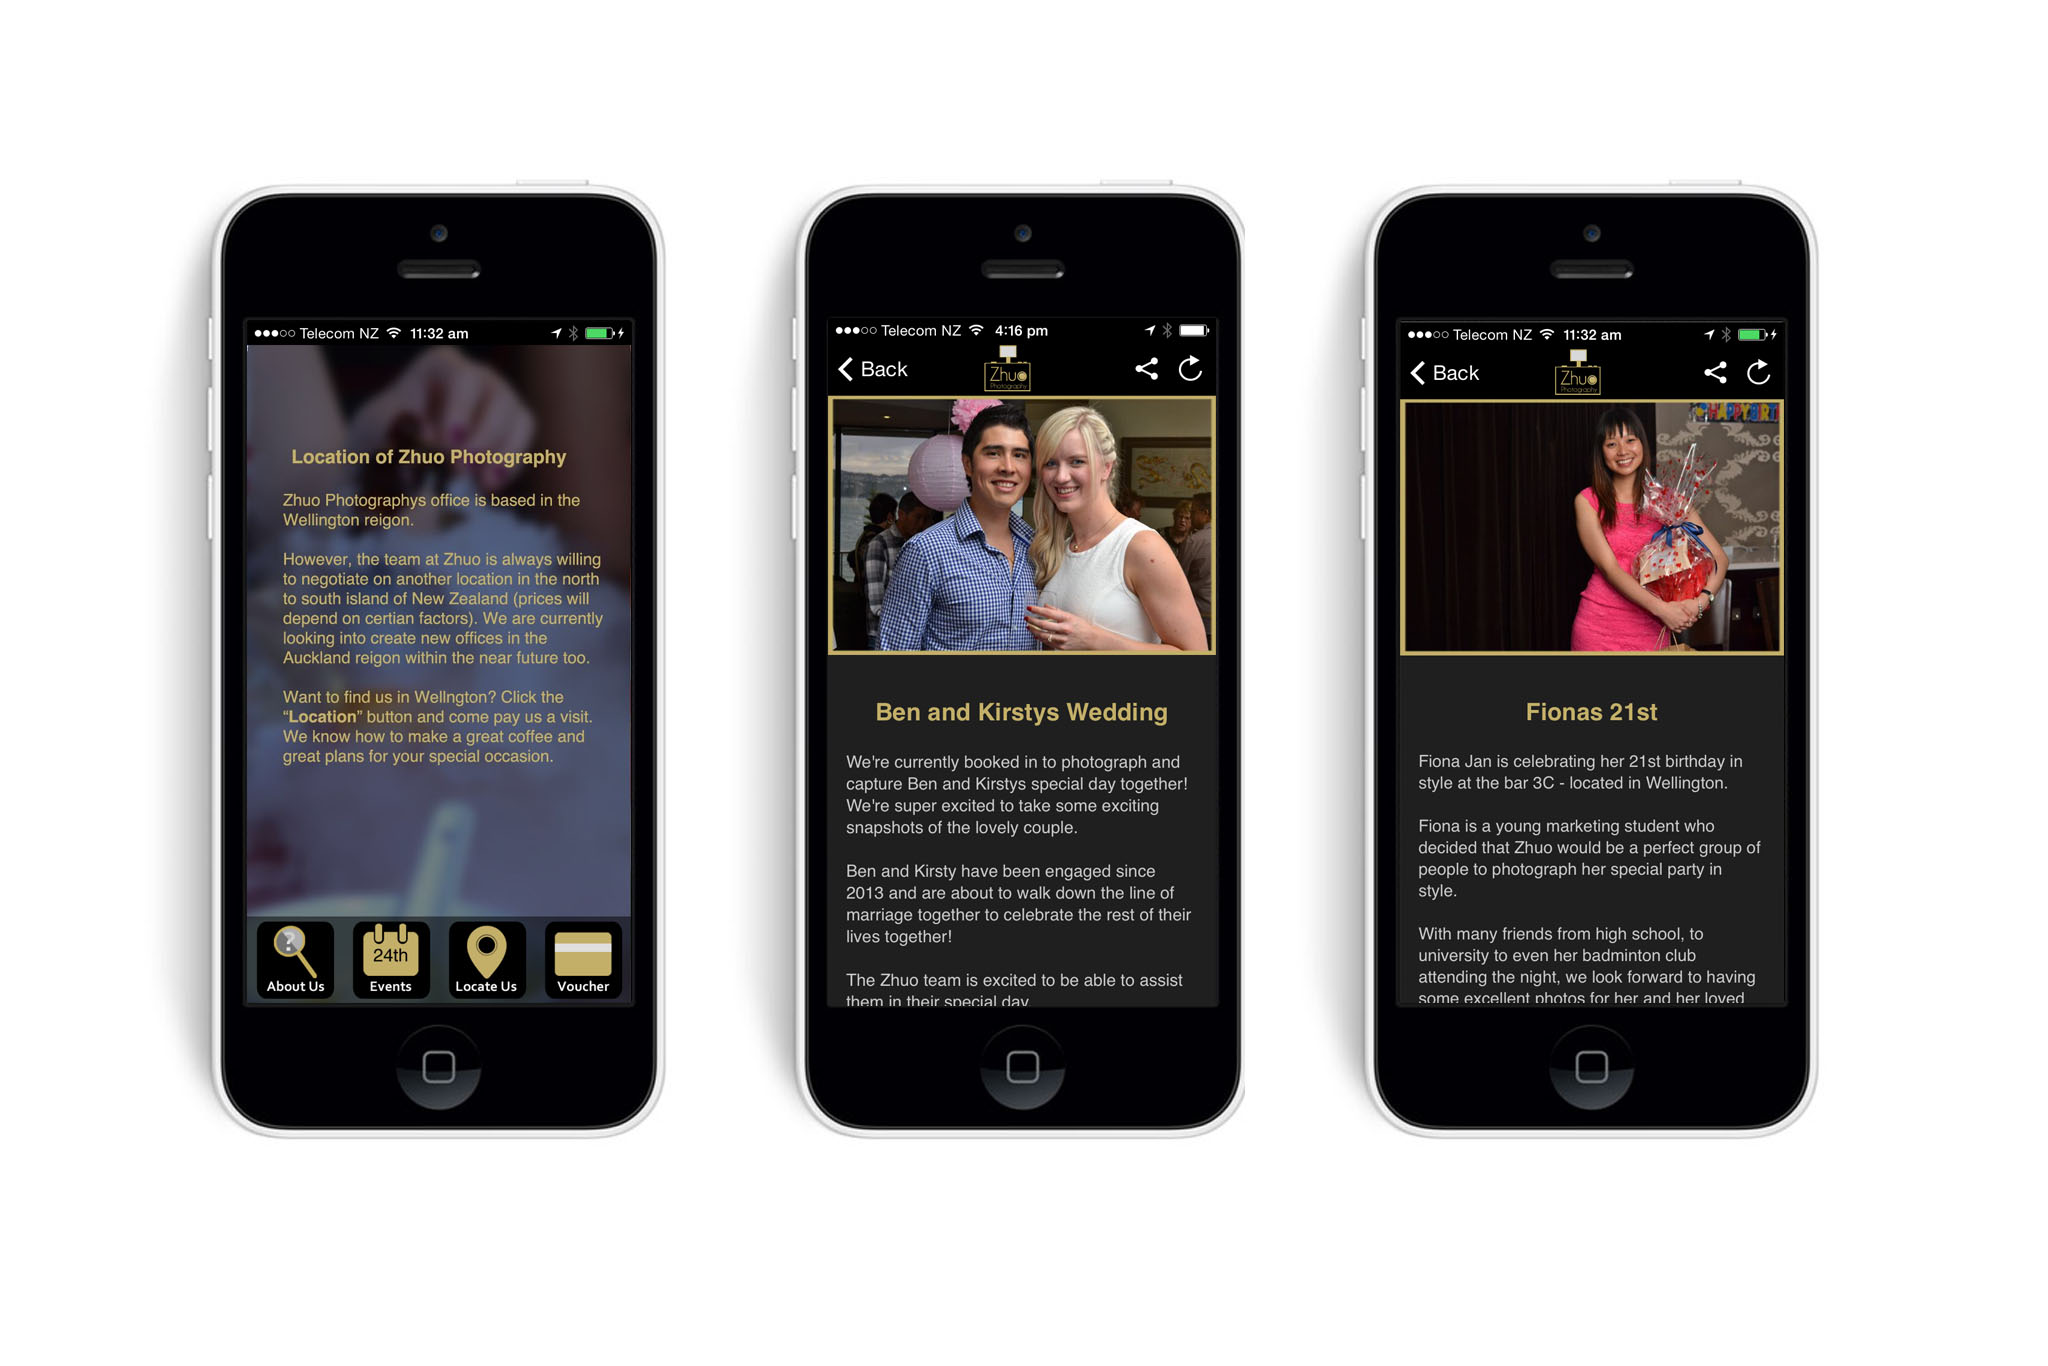 Telecom NZ 11:32 am
Location of Zhuo Photography
Zhuo Photographys office is based in the
Wellington reigon.
However, the team at Zhuo is always willing
to negotiate on another location in the north
to south island of New Zealand (prices will
depend on certian factors). We are currently
looking into create new offices in the
Auckland reigon within the near future too.
Want to find us in Wellngton? Click the
“Location” button and come pay us a visit.
We know how to make a great coffee and
great plans for your special occasion.
?
24th
About Us
Events
Locate Us
Voucher
Telecom NZ 4:16 pm
Back
Zhuo
Photography
Ben and Kirstys Wedding
We're currently booked in to photograph and
capture Ben and Kirstys special day together!
We're super excited to take some exciting
snapshots of the lovely couple.
Ben and Kirsty have been engaged since
2013 and are about to walk down the line of
marriage together to celebrate the rest of their
lives together!
The Zhuo team is excited to be able to assist
them in their special day.
Telecom NZ 11:32 am
Back
Zhuo
Photography
HAPPY BIRT
Fionas 21st
Fiona Jan is celebrating her 21st birthday in
style at the bar 3C - located in Wellington.
Fiona is a young marketing student who
decided that Zhuo would be a perfect group of
people to photograph her special party in
style.
With many friends from high school, to
university to even her badminton club
attending the night, we look forward to having
some excellent photos for her and her loved